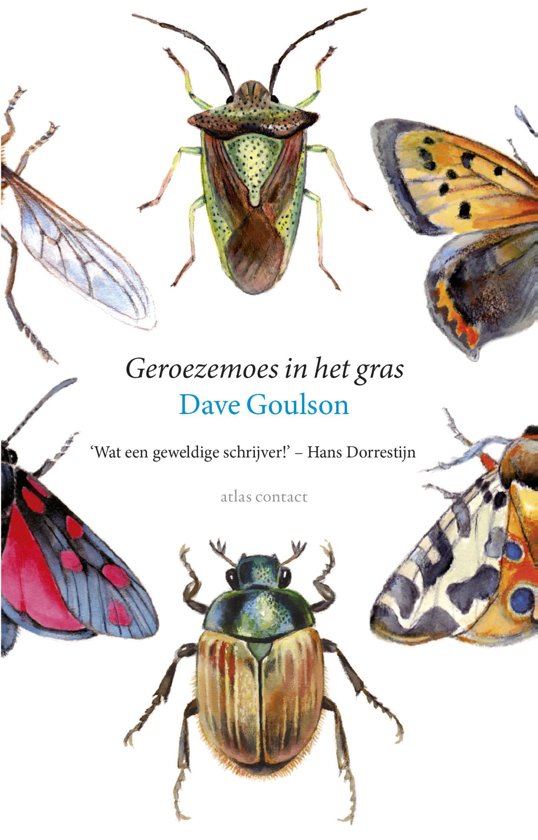 Geroezemoes in het gras
Dave Goulson
‘Wat een geweldige schrijver!’ – Hans Dorrestijn
atlas contact